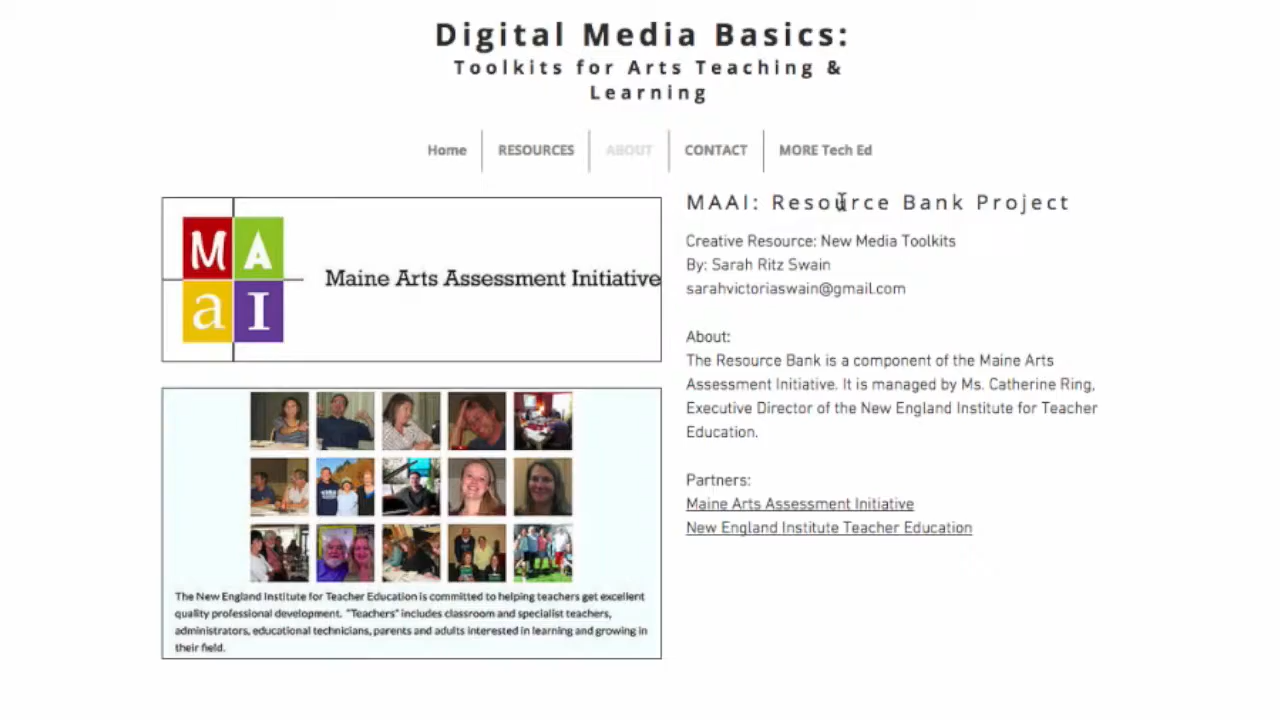 Digital Media Basics:
Toolkits for Arts Teaching &
Learning
Home
RESOURCES
ABOUT
CONTACT
MORE Tech Ed
MAaI
Maine Arts Assessment Initiative
MAAI: Resource Bank Project
Creative Resource: New Media Toolkits
By: Sarah Ritz Swain
sarahvictoriaswain@gmail.com
About:
The Resource Bank is a component of the Maine Arts
Assessment Initiative. It is managed by Ms. Catherine Ring,
Executive Director of the New England Institute for Teacher
Education.
Partners:
Maine Arts Assessment Initiative
New England Institute Teacher Education
The New England Institute for Teacher Education is committed to helping teachers get excellent
quality professional development. "Teachers" includes classroom and specialist teachers,
administrators, educational technicians, parents and adults interested in learning and growing in
their field.